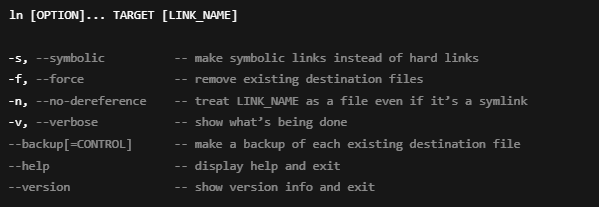 ln [OPTION]... TARGET [LINK_NAME]
-s, --symbolic -- make symbolic links instead of hard links
-f, --force -- remove existing destination files
-n, --no-dereference -- treat LINK_NAME as a file even if it’s a symlink
-v, --verbose -- show what’s being done
--backup[=CONTROL] -- make a backup of each existing destination file
--help -- display help and exit
--version -- show version info and exit